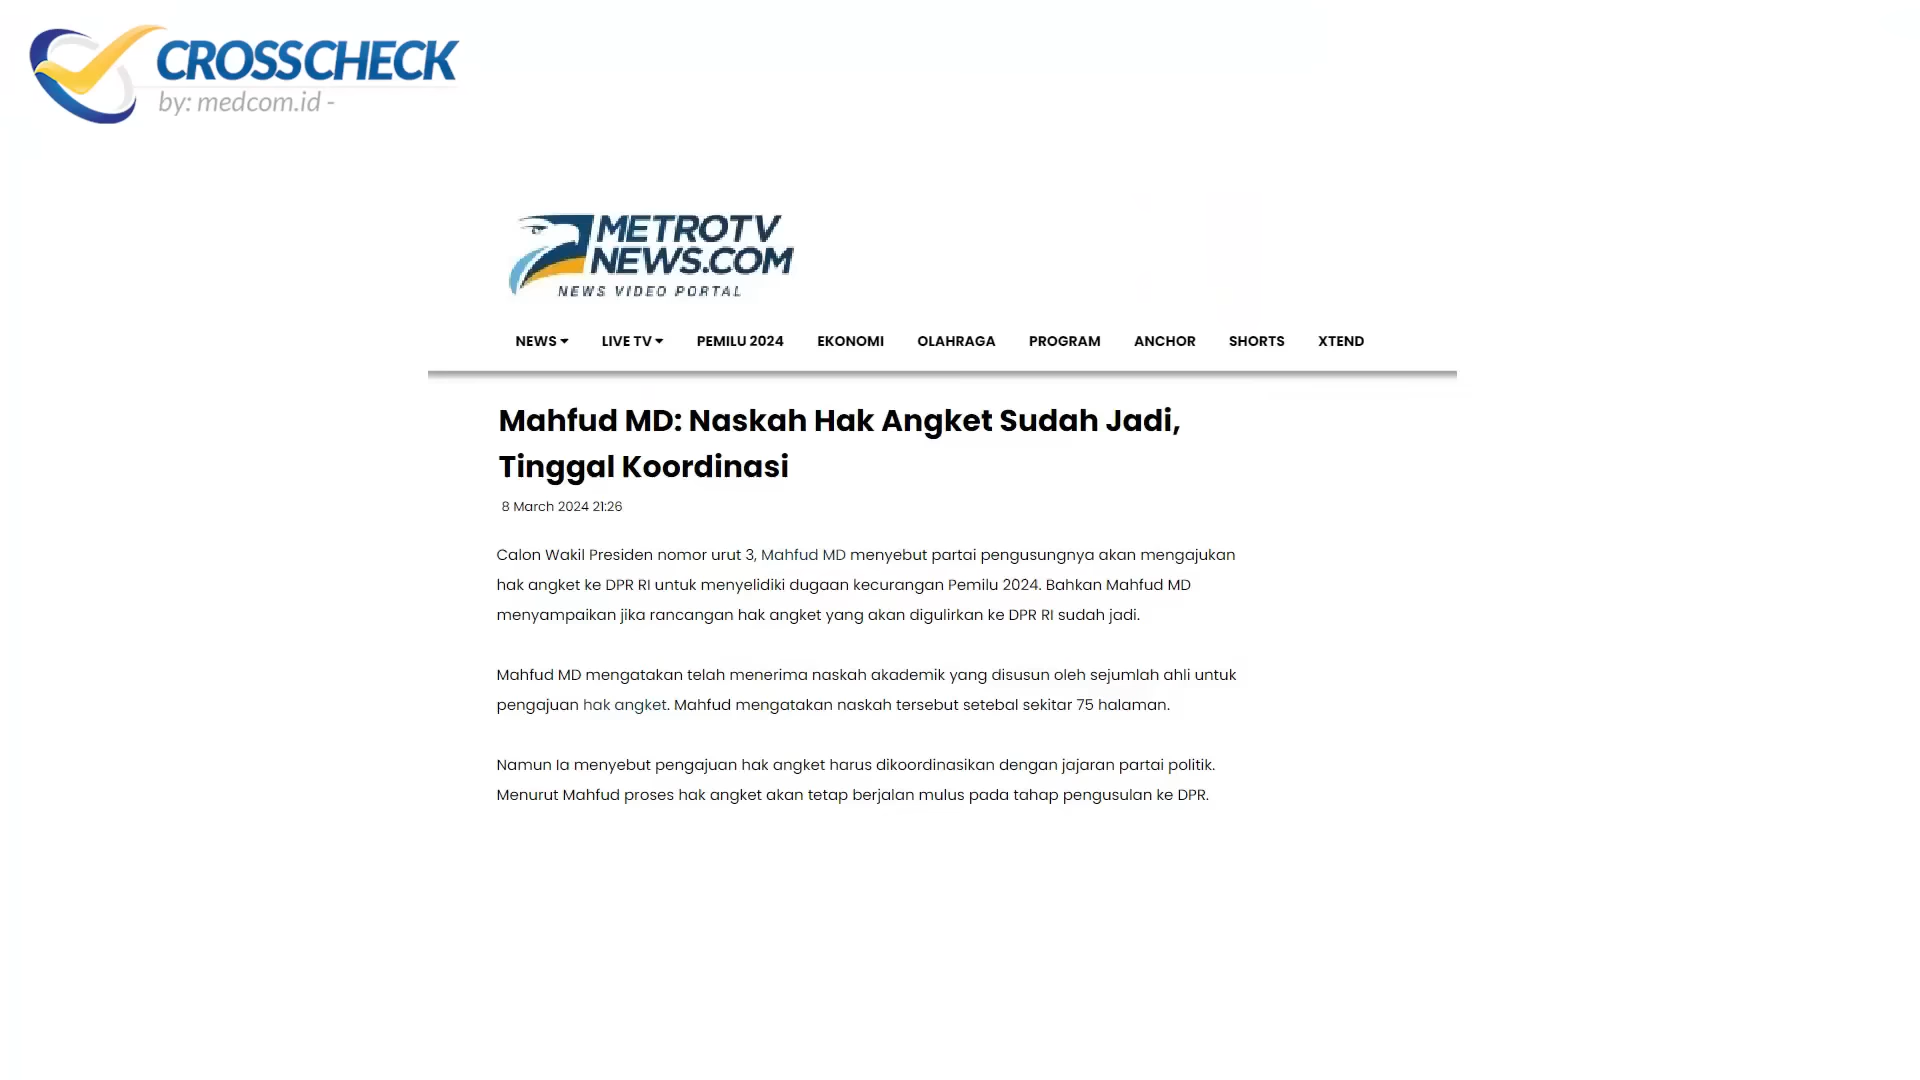 CROSSCHECK
by: medcom.id -
METROTV
NEWS.COM
NEWS VIDEO PORTAL
NEWS LIVE TV PEMILU 2024 EKONOMI OLAHRAGA PROGRAM ANCHOR SHORTS XTEND
Mahfud MD: Naskah Hak Angket Sudah Jadi,
Tinggal Koordinasi
8 March 2024 21:26
Calon Wakil Presiden nomor urut 3, Mahfud MD menyebut partai pengusungnya akan mengajukan
hak angket ke DPR RI untuk menyelidiki dugaan kecurangan Pemilu 2024. Bahkan Mahfud MD
menyampaikan jika rancangan hak angket yang akan digulirkan ke DPR RI sudah jadi.
Mahfud MD mengatakan telah menerima naskah akademik yang disusun oleh sejumlah ahli untuk
pengajuan hak angket. Mahfud mengatakan naskah tersebut setebal sekitar 75 halaman.
Namun Ia menyebut pengajuan hak angket harus dikoordinasikan dengan jajaran partai politik.
Menurut Mahfud proses hak angket akan tetap berjalan mulus pada tahap pengusulan ke DPR.